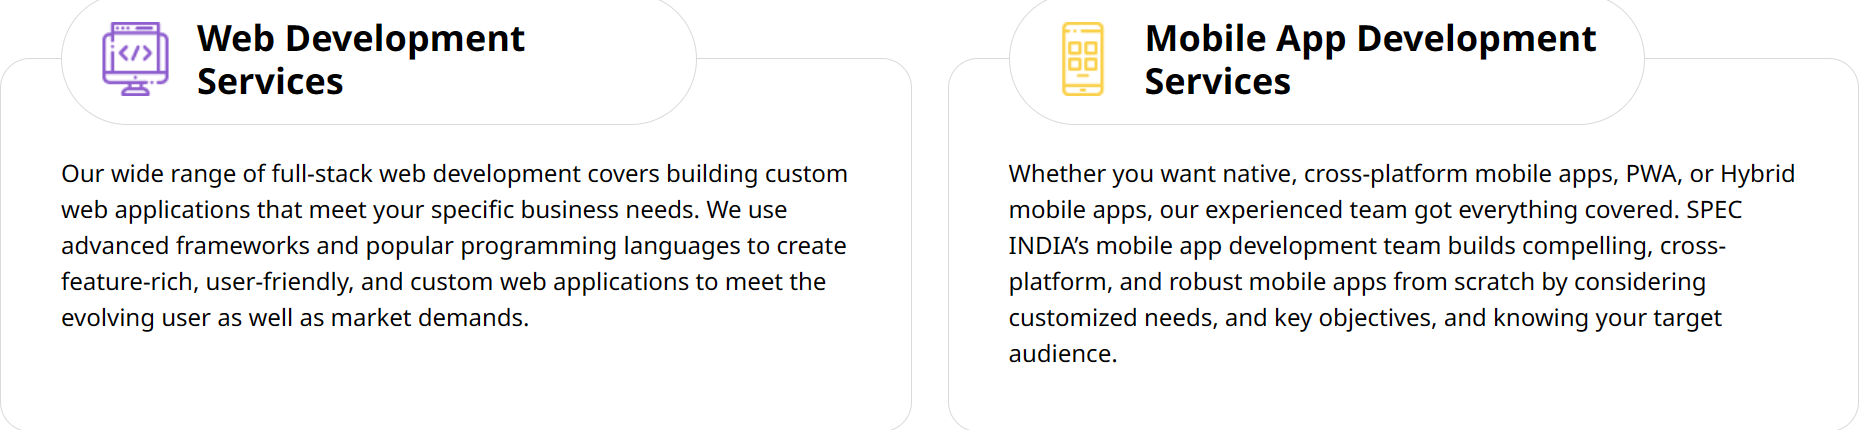 Web Development
Services
Our wide range of full-stack web development covers building custom
web applications that meet your specific business needs. We use
advanced frameworks and popular programming languages to create
feature-rich, user-friendly, and custom web applications to meet the
evolving user as well as market demands.
Mobile App Development
Services
Whether you want native, cross-platform mobile apps, PWA, or Hybrid
mobile apps, our experienced team got everything covered. SPEC
INDIA’s mobile app development team builds compelling, cross-
platform, and robust mobile apps from scratch by considering
customized needs, and key objectives, and knowing your target
audience.